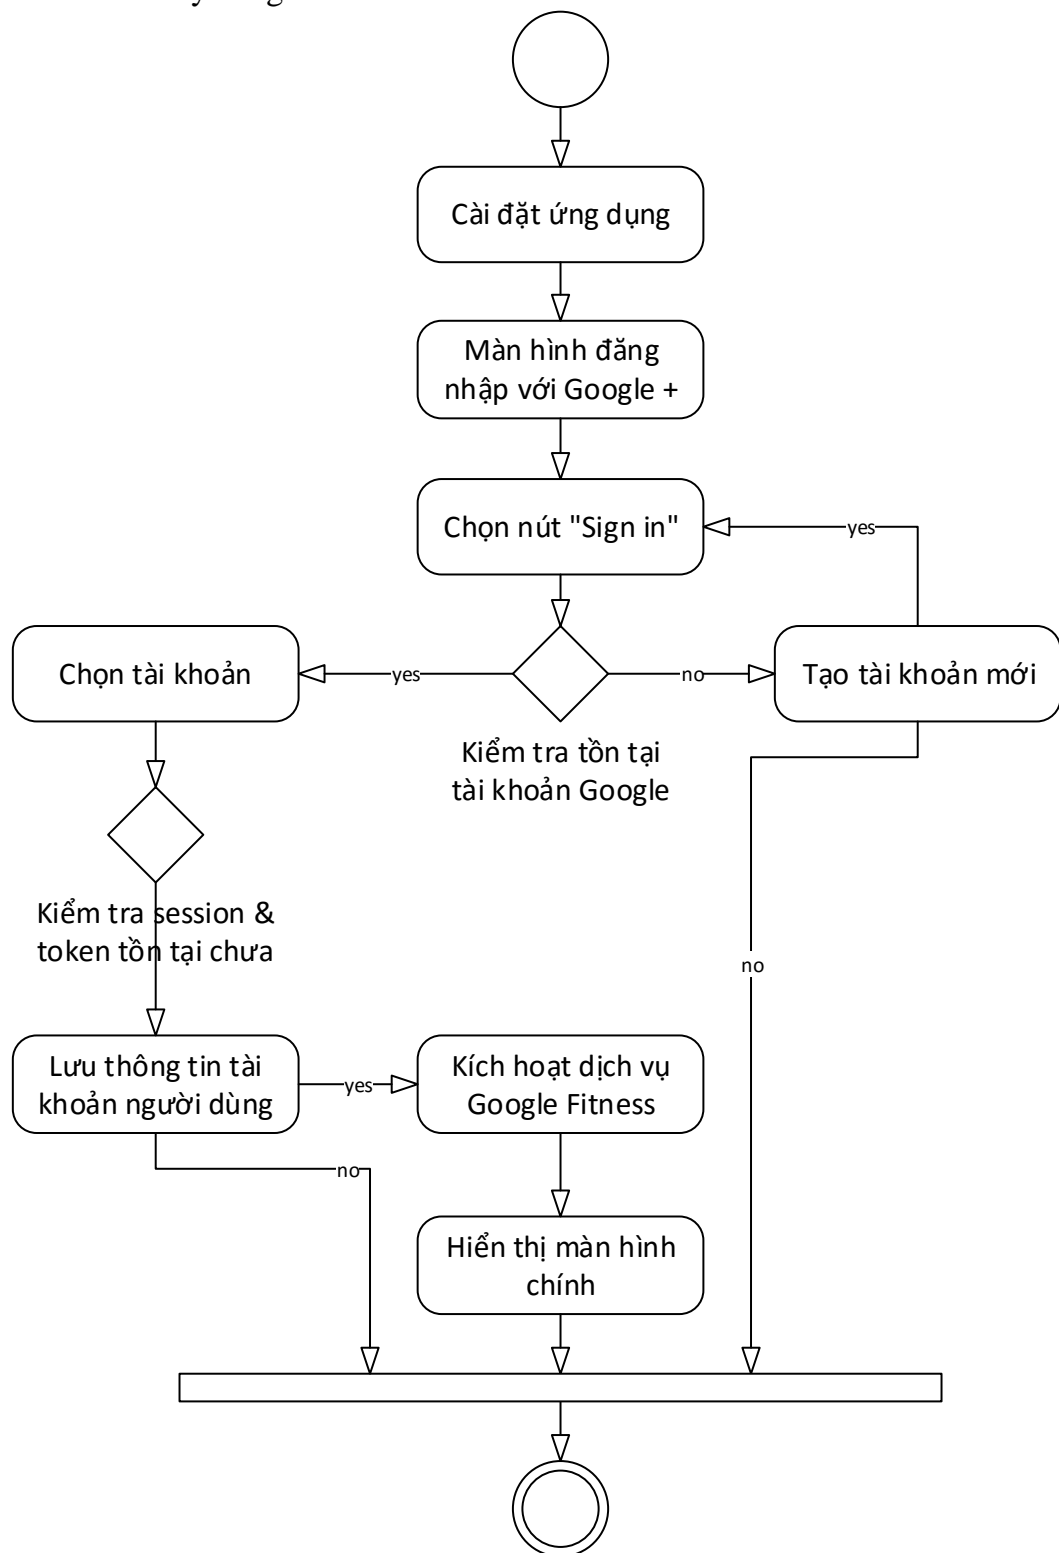 Cài đặt ứng dụng
Màn hình đăng
nhập với Google +
Chọn nút "Sign in"
yes
Chọn tài khoản
yes
no
Tạo tài khoản mới
Kiểm tra tồn tại
tài khoản Google
Kiểm tra session &
token tồn tại chưa
no
Lưu thông tin tài
khoản người dùng
yes
Kích hoạt dịch vụ
Google Fitness
no
Hiển thị màn hình
chính